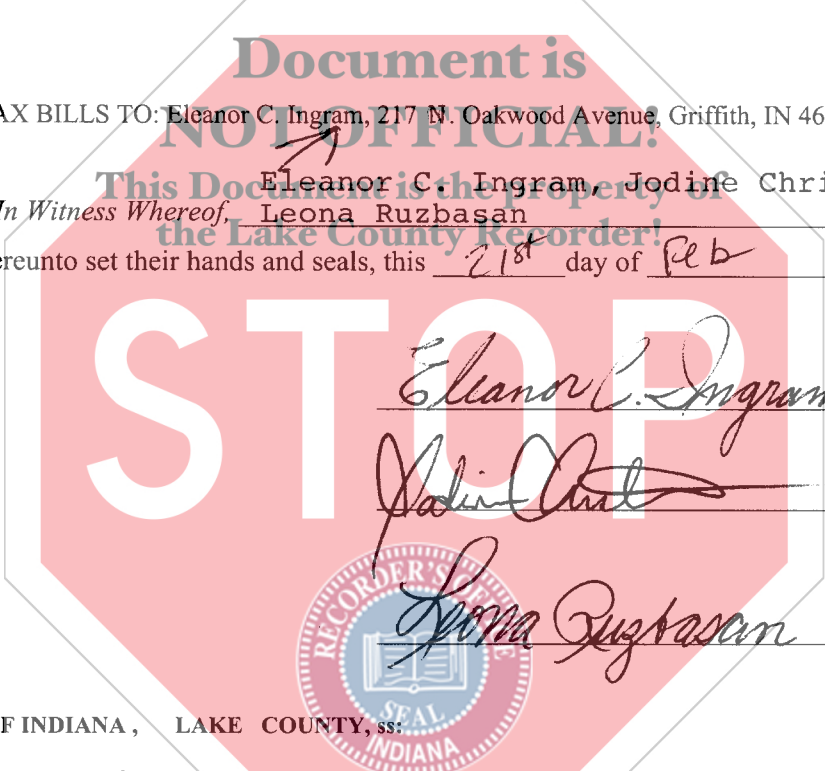 Document is
AX BILLS TO: Eleanor C. Ingram, 217 N. Oakwood Avenue, Griffith, IN 46
NOT OFFICIAL!
This Document is the property of
Eleanor C. Ingram, Jodine Chri
In Witness Whereof, Leona Ruzbasan
the Lake County Recorder!
ereunto set their hands and seals, this 21st day of Feb
STOP
Eleanor C. Ingram
Leona Ruzbasan
RECORDER'S OFFICE
SEAL
INDIANA
F INDIANA, LAKE COUNTY, ss: